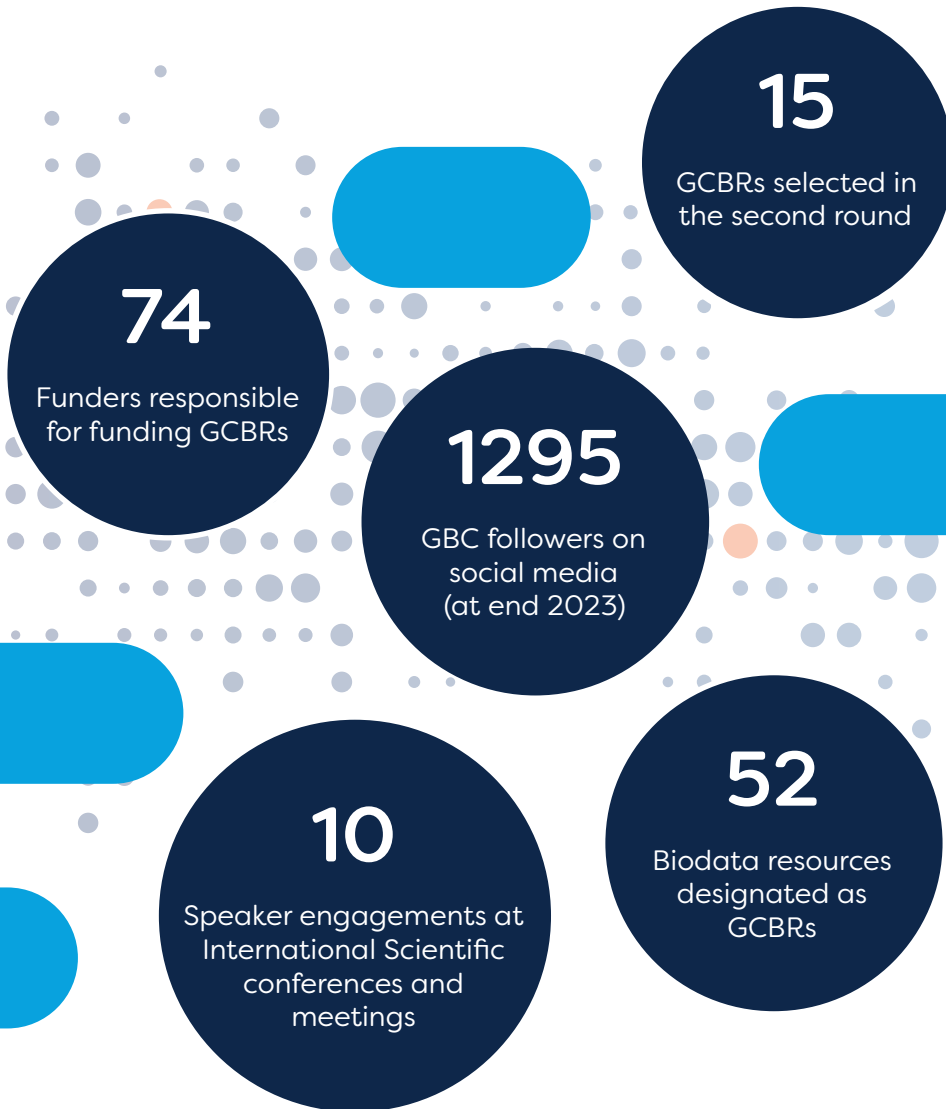 15
GCBRs selected in
the second round
74
Funders responsible
for funding GCBRs
1295
GBC followers on
social media
(at end 2023)
52
Biodata resources
designated as
GCBRs
10
Speaker engagements at
International Scientific
conferences and
meetings